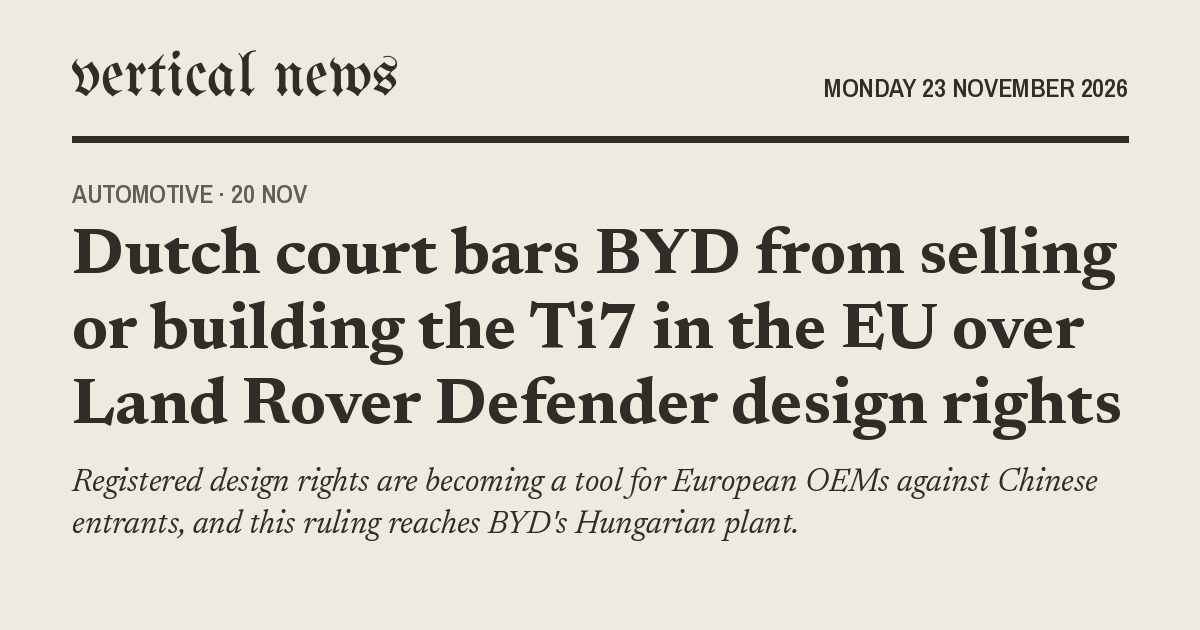 vertical news
MONDAY 23 NOVEMBER 2026
AUTOMOTIVE · 20 NOV
Dutch court bars BYD from selling
or building the Ti7 in the EU over
Land Rover Defender design rights
Registered design rights are becoming a tool for European OEMs against Chinese
entrants, and this ruling reaches BYD's Hungarian plant.